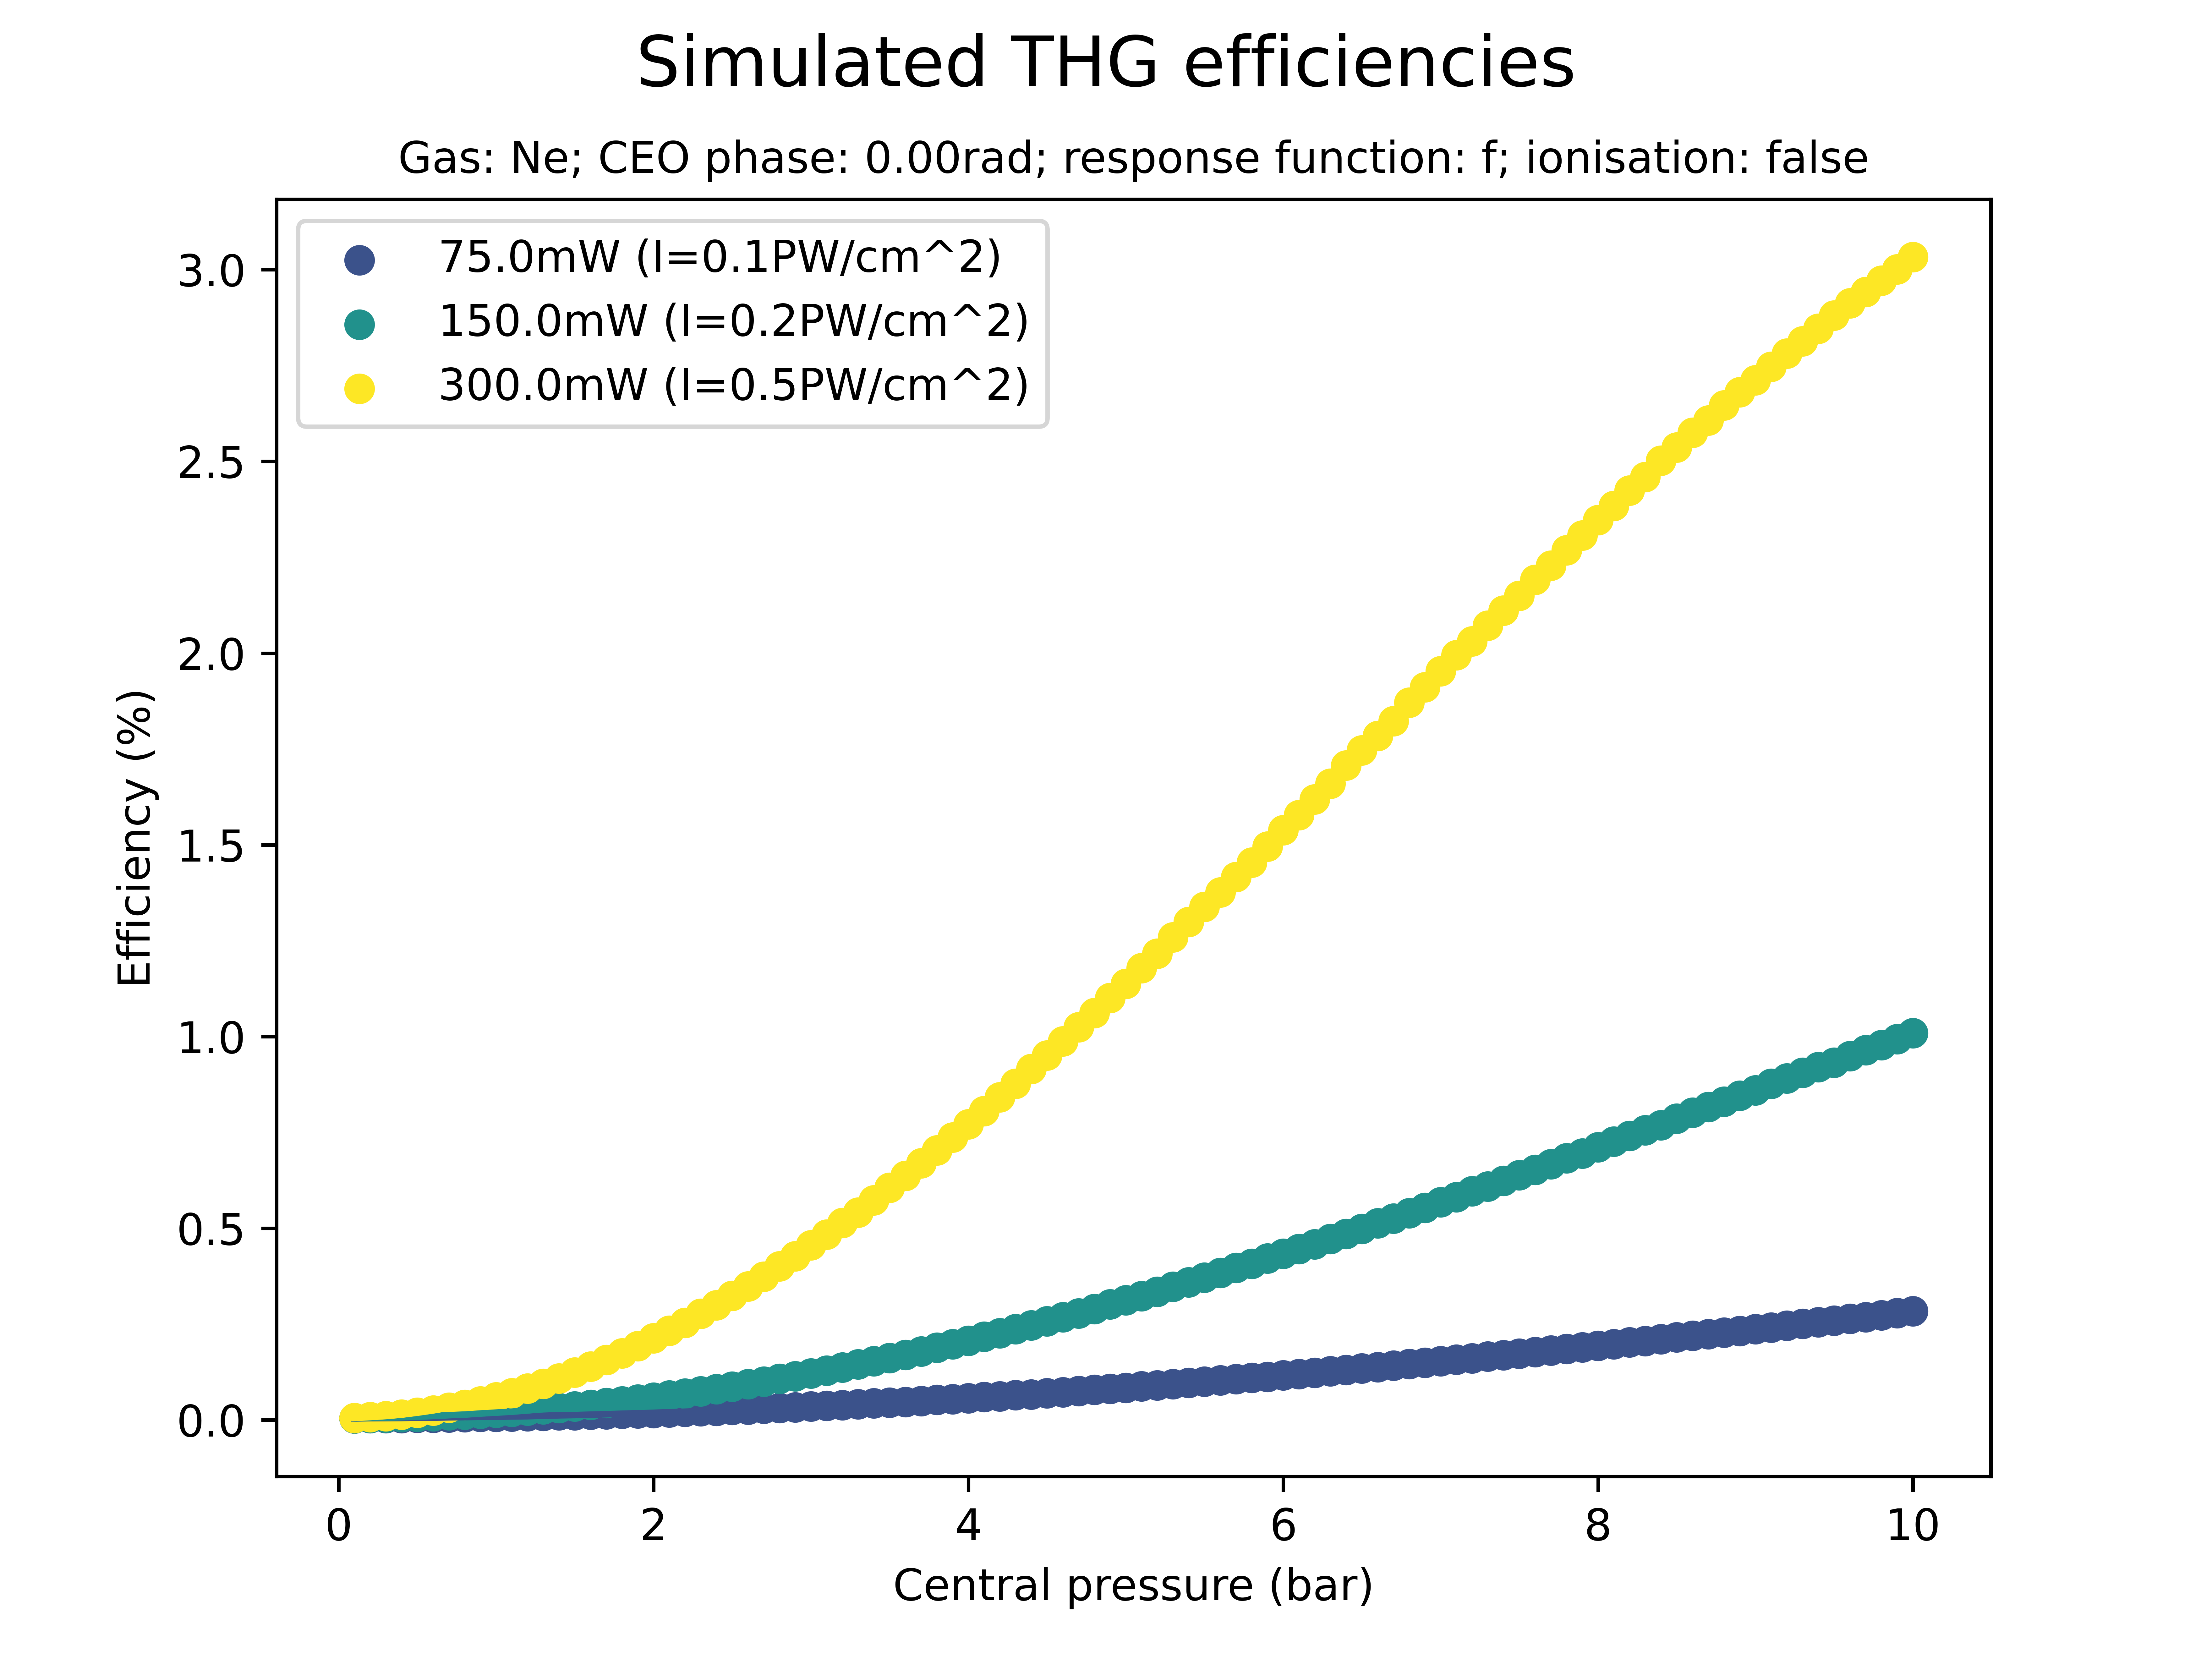 Simulated THG efficiencies
Gas: Ne; CEO phase: 0.00rad; response function: f; ionisation: false
75.0mW (I=0.1PW/cm^2)
150.0mW (I=0.2PW/cm^2)
300.0mW (I=0.5PW/cm^2)
3.0
2.5
2.0
1.5
1.0
0.5
0.0
Efficiency (%)
0 2 4 6 8 10
Central pressure (bar)